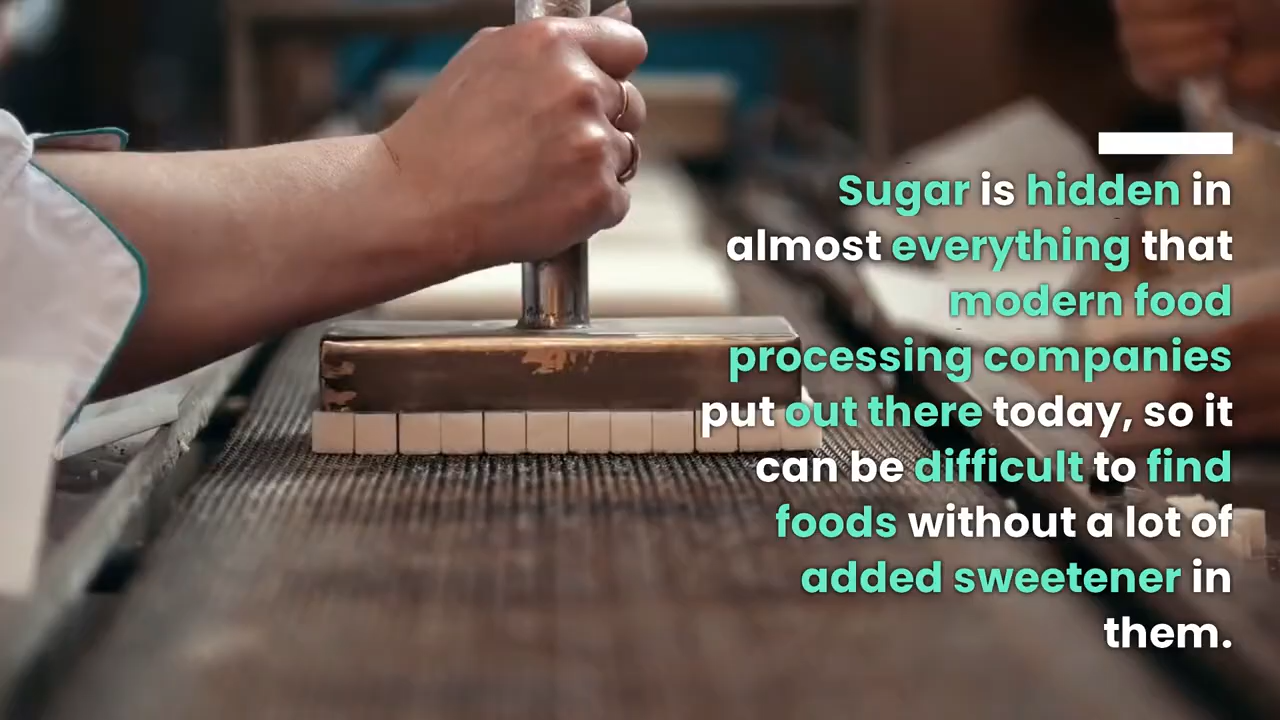 Sugar is hidden in
almost everything that
modern food
processing companies
put out there today, so it
can be difficult to find
foods without a lot of
added sweetener in
them.